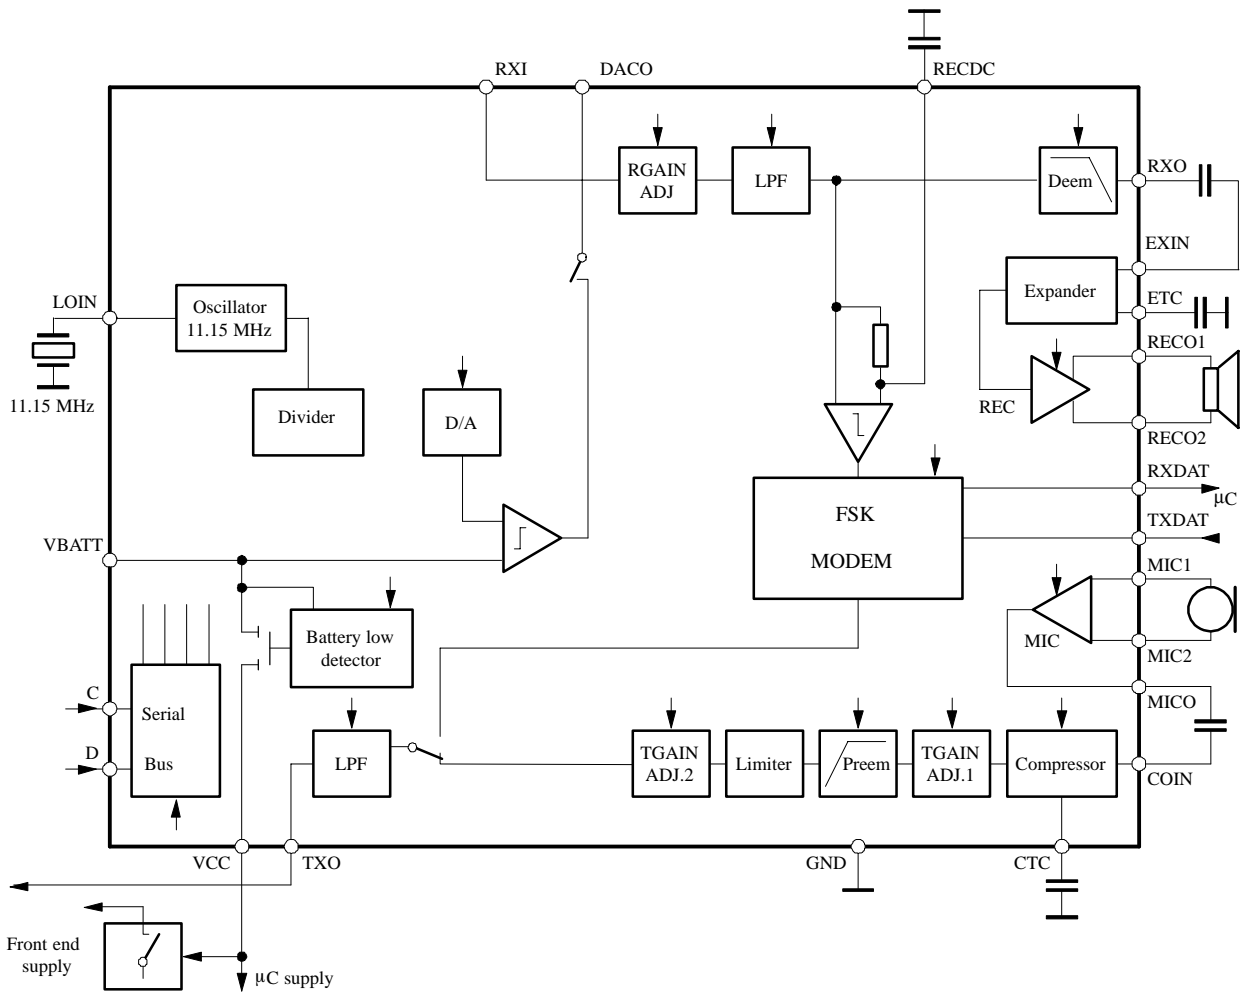 RXI
DACO
RECDC
RGAIN
ADJ
LPF
Deem
RXO
EXIN
Expander
ETC
LOIN
Oscillator
11.15 MHz
RECO1
11.15 MHz
Divider
D/A
REC
RECO2
RXDAT
μC
FSK
MODEM
TXDAT
VBATT
MIC1
Battery low
detector
MIC
MIC2
C
Serial
Bus
D
MICO
LPF
TGAIN
ADJ.2
Limiter
Preem
TGAIN
ADJ.1
Compressor
COIN
VCC
TXO
GND
CTC
Front end
supply
μC supply